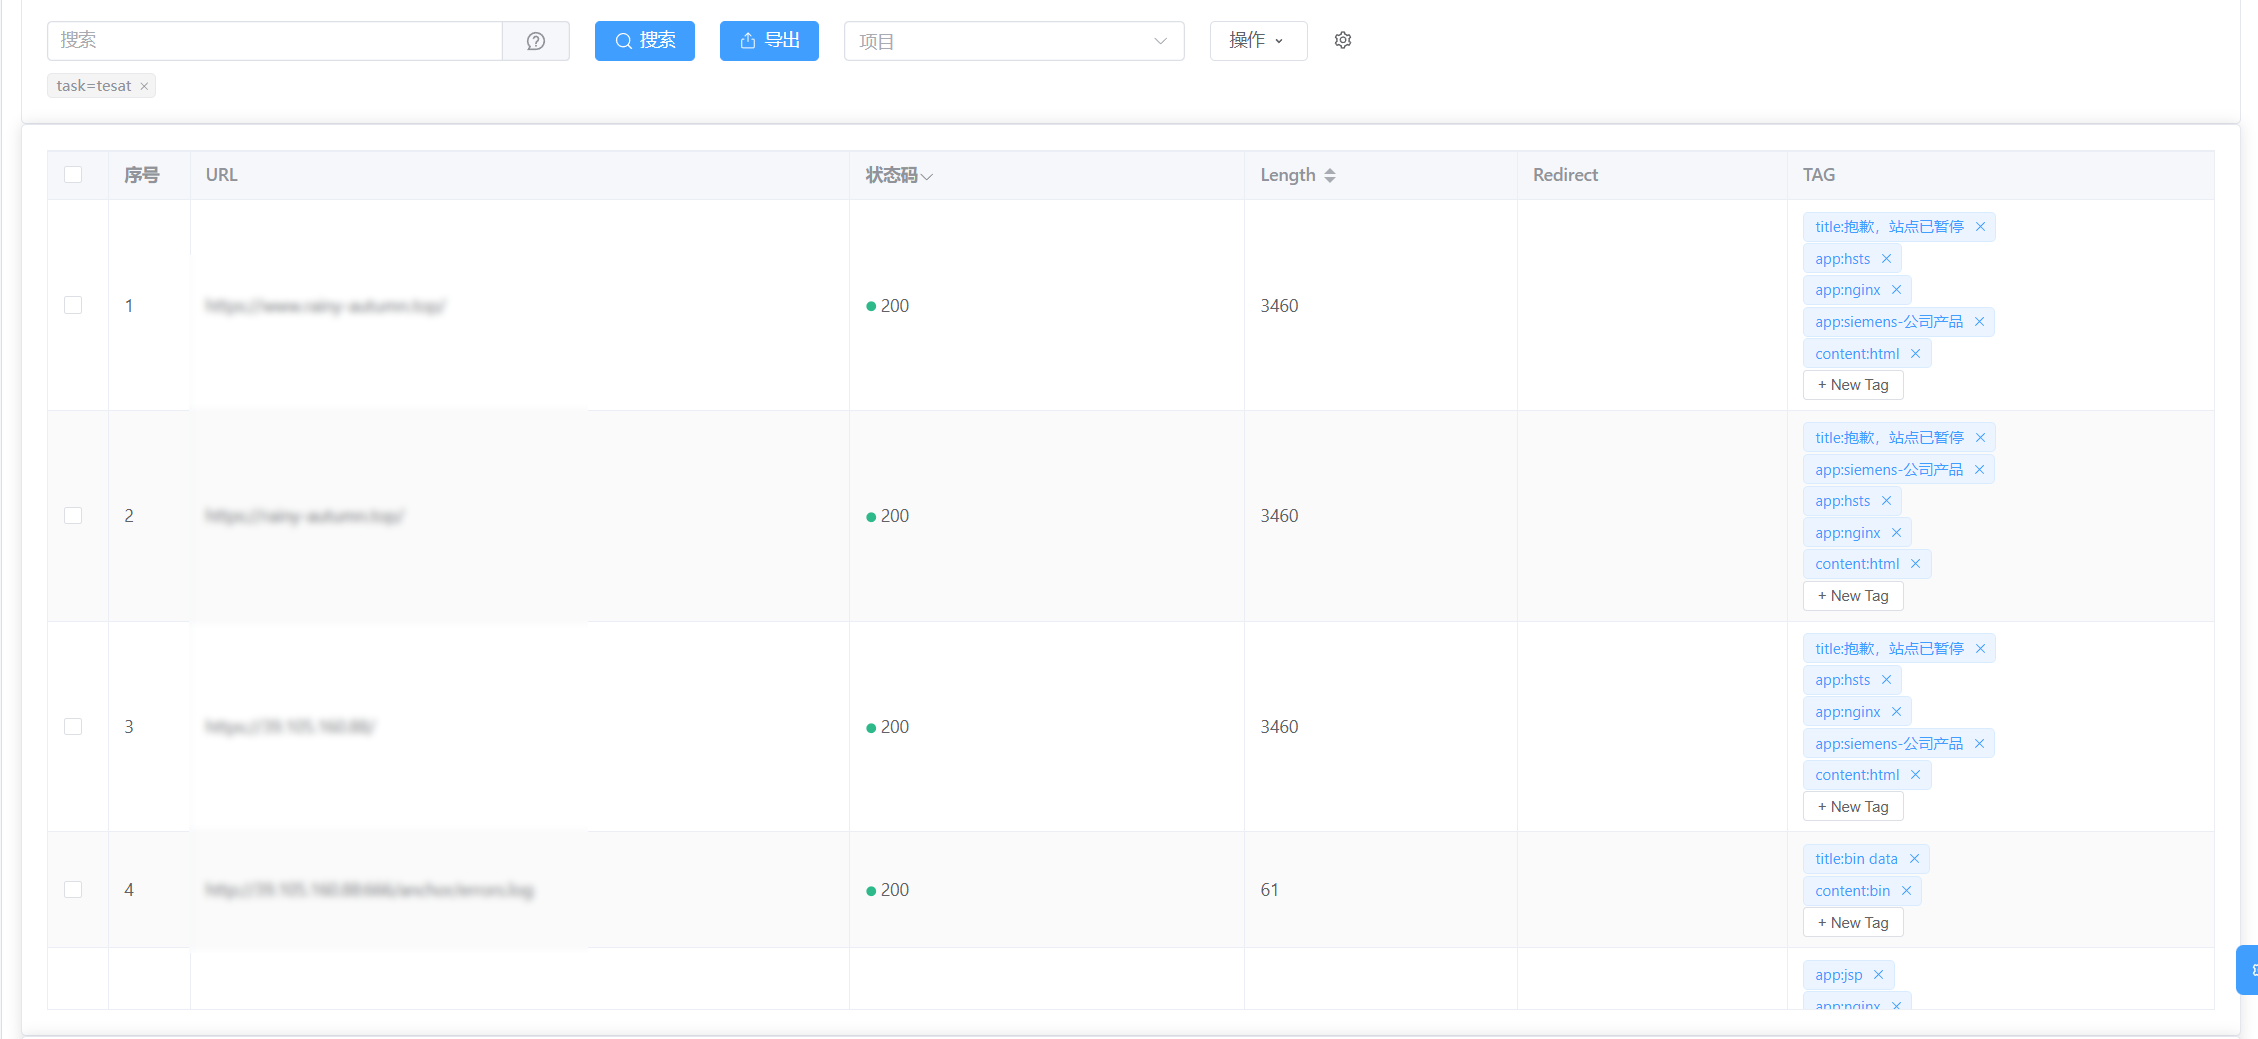 搜索 搜索 导出 项目 操作
task=tesat
序号 URL 状态码 Length Redirect TAG
title:抱歉，站点已暂停
app:hsts
app:nginx
1 200 3460
app:siemens-公司产品
content:html
+ New Tag
title:抱歉，站点已暂停
app:siemens-公司产品
app:hsts
2 200 3460
app:nginx
content:html
+ New Tag
title:抱歉，站点已暂停
app:hsts
app:nginx
3 200 3460
app:siemens-公司产品
content:html
+ New Tag
title:bin data
4 200 61
content:bin
+ New Tag
app:jsp
app:nginx